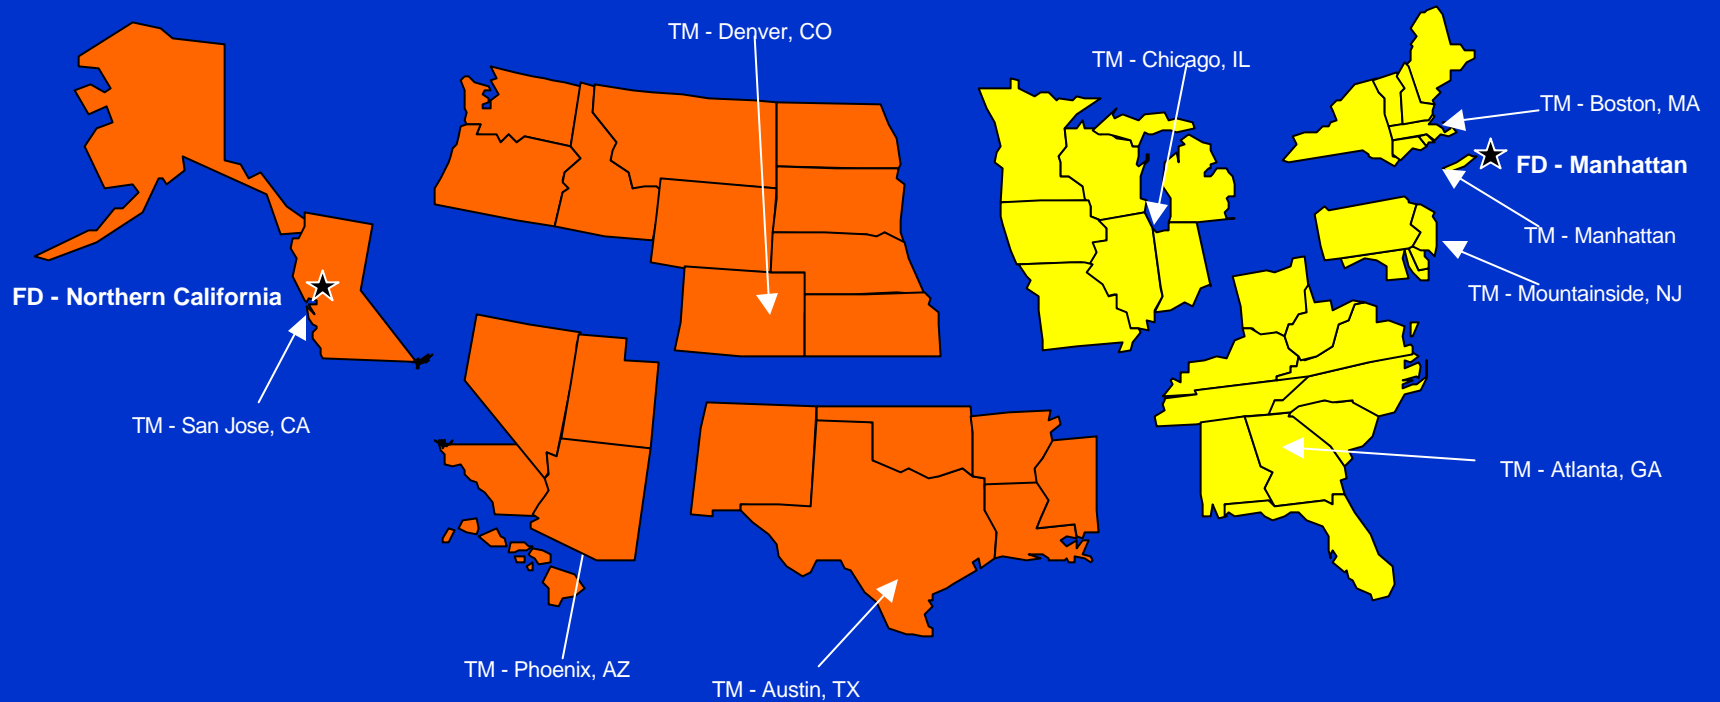 TM - Denver, CO
TM - Chicago, IL
TM - Boston, MA
FD - Manhattan
TM - Manhattan
TM - Mountainside, NJ
FD - Northern California
TM - San Jose, CA
TM - Atlanta, GA
TM - Phoenix, AZ
TM - Austin, TX